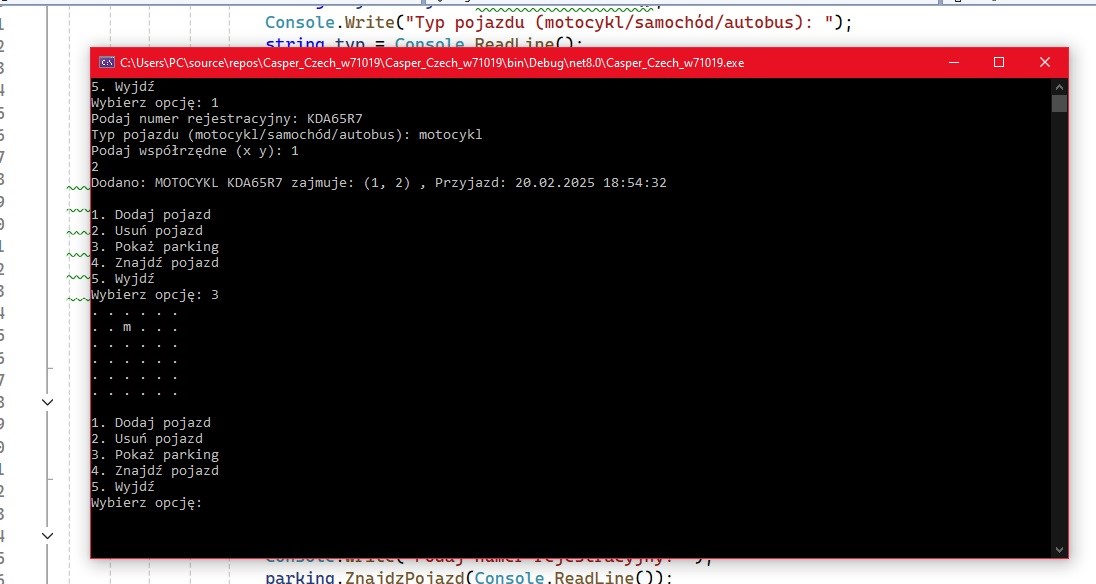 Console.Write("Typ pojazdu (motocykl/samochód/autobus): ");
string typ = Console.ReadLine();
C:\Users\PC\source\repos\Casper_Czech_w71019\Casper_Czech_w71019\bin\Debug\net8.0\Casper_Czech_w71019.exe
5. Wyjdź
Wybierz opcję: 1
Podaj numer rejestracyjny: KDA65R7
Typ pojazdu (motocykl/samochód/autobus): motocykl
Podaj współrzędne (x y): 1
2
Dodano: MOTOCYKL KDA65R7 zajmuje: (1, 2) , Przyjazd: 20.02.2025 18:54:32
1. Dodaj pojazd
2. Usuń pojazd
3. Pokaż parking
4. Znajdź pojazd
5. Wyjdź
Wybierz opcję: 3
. . . . . .
. . m . . .
. . . . . .
. . . . . .
. . . . . .
. . . . . .
1. Dodaj pojazd
2. Usuń pojazd
3. Pokaż parking
4. Znajdź pojazd
5. Wyjdź
Wybierz opcję:
Console.Write("Podaj numer rejestracyjny: ");
parking.ZnajdzPojazd(Console.ReadLine());